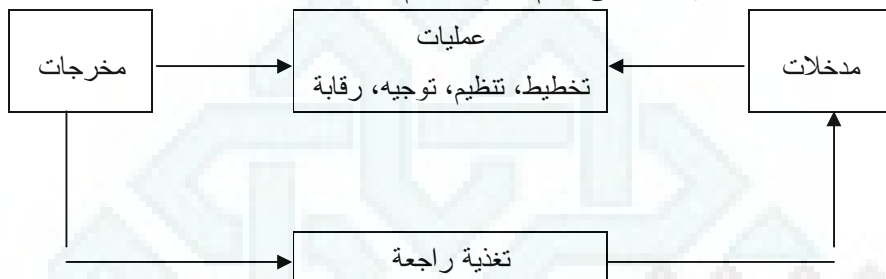 عمليات
مدخلات
مخرجات
تخطيط، تنظيم، توجيه، رقابة
تغذية راجعة